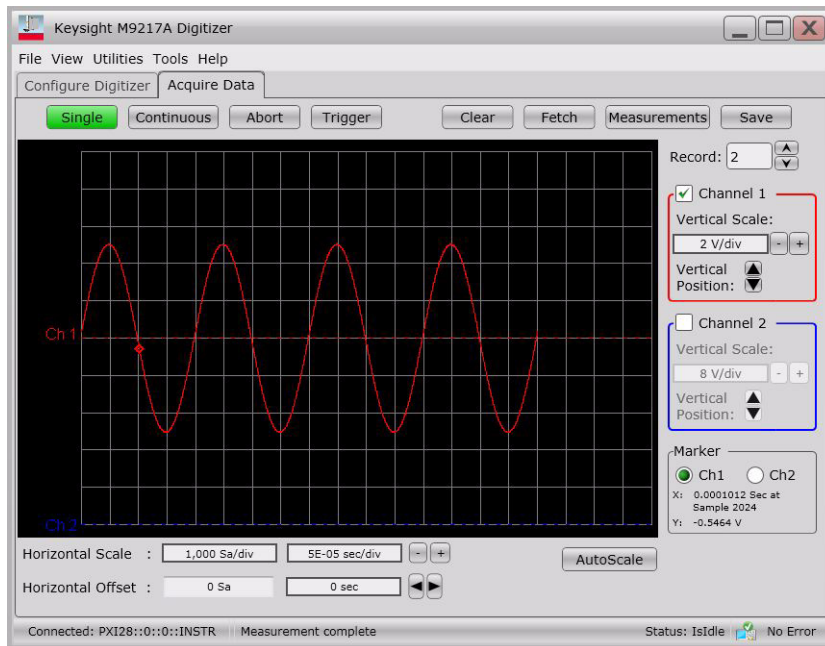 Keysight M9217A Digitizer
File View Utilities Tools Help
Configure Digitizer Acquire Data
Single Continuous Abort Trigger Clear Fetch Measurements Save
Record: 2
Channel 1
Vertical Scale:
2 V/div - +
Vertical
Position:
Ch 1
Channel 2
Vertical Scale:
8 V/div - +
Vertical
Position:
Marker
Ch1 Ch2
X: 0.0001012 Sec at
Sample 2024
Y: -0.5464 V
Ch 2
Horizontal Scale : 1,000 Sa/div 5E-05 sec/div - +
AutoScale
Horizontal Offset : 0 Sa 0 sec
Connected: PXI28::0::0::INSTR Measurement complete Status: IsIdle No Error